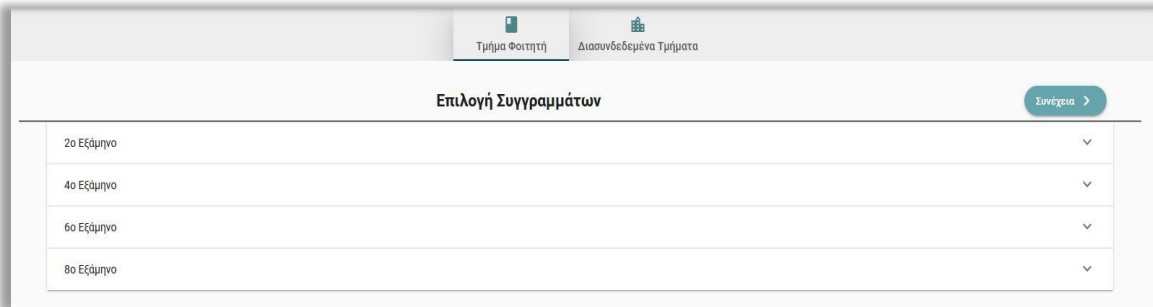 Τμήμα Φοιτητή
Διασυνδεδεμένα Τμήματα
Επιλογή Συγγραμμάτων
Συνέχεια
2ο Εξάμηνο
4ο Εξάμηνο
6ο Εξάμηνο
8ο Εξάμηνο